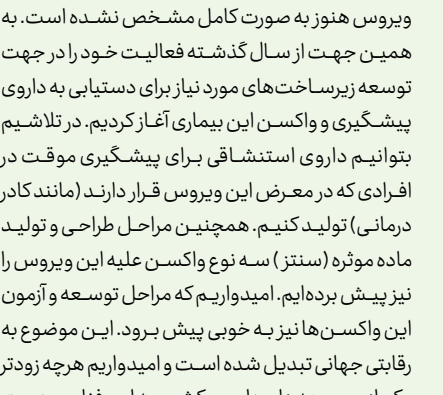 ویروس هنوز به صورت کامل مشخص نشده است. به
همین جهت از سال گذشته فعالیت خود را در جهت
توسعه زیرساخت‌های مورد نیاز برای دستیابی به داروی
پیشگیری و واکسن این بیماری آغاز کردیم. در تلاشیم
بتوانیم داروی استنشاقی برای پیشگیری موقت در
افرادی که در معرض این ویروس قرار دارند (مانند کادر
درمانی) تولید کنیم. همچنین مراحل طراحی و تولید
ماده موثره (سنتز ) سه نوع واکسن علیه این ویروس را
نیز پیش برده‌ایم. امیدواریم که مراحل توسعه و آزمون
این واکسن‌ها نیز به خوبی پیش برود. این موضوع به
رقابتی جهانی تبدیل شده است و امیدواریم هرچه زودتر